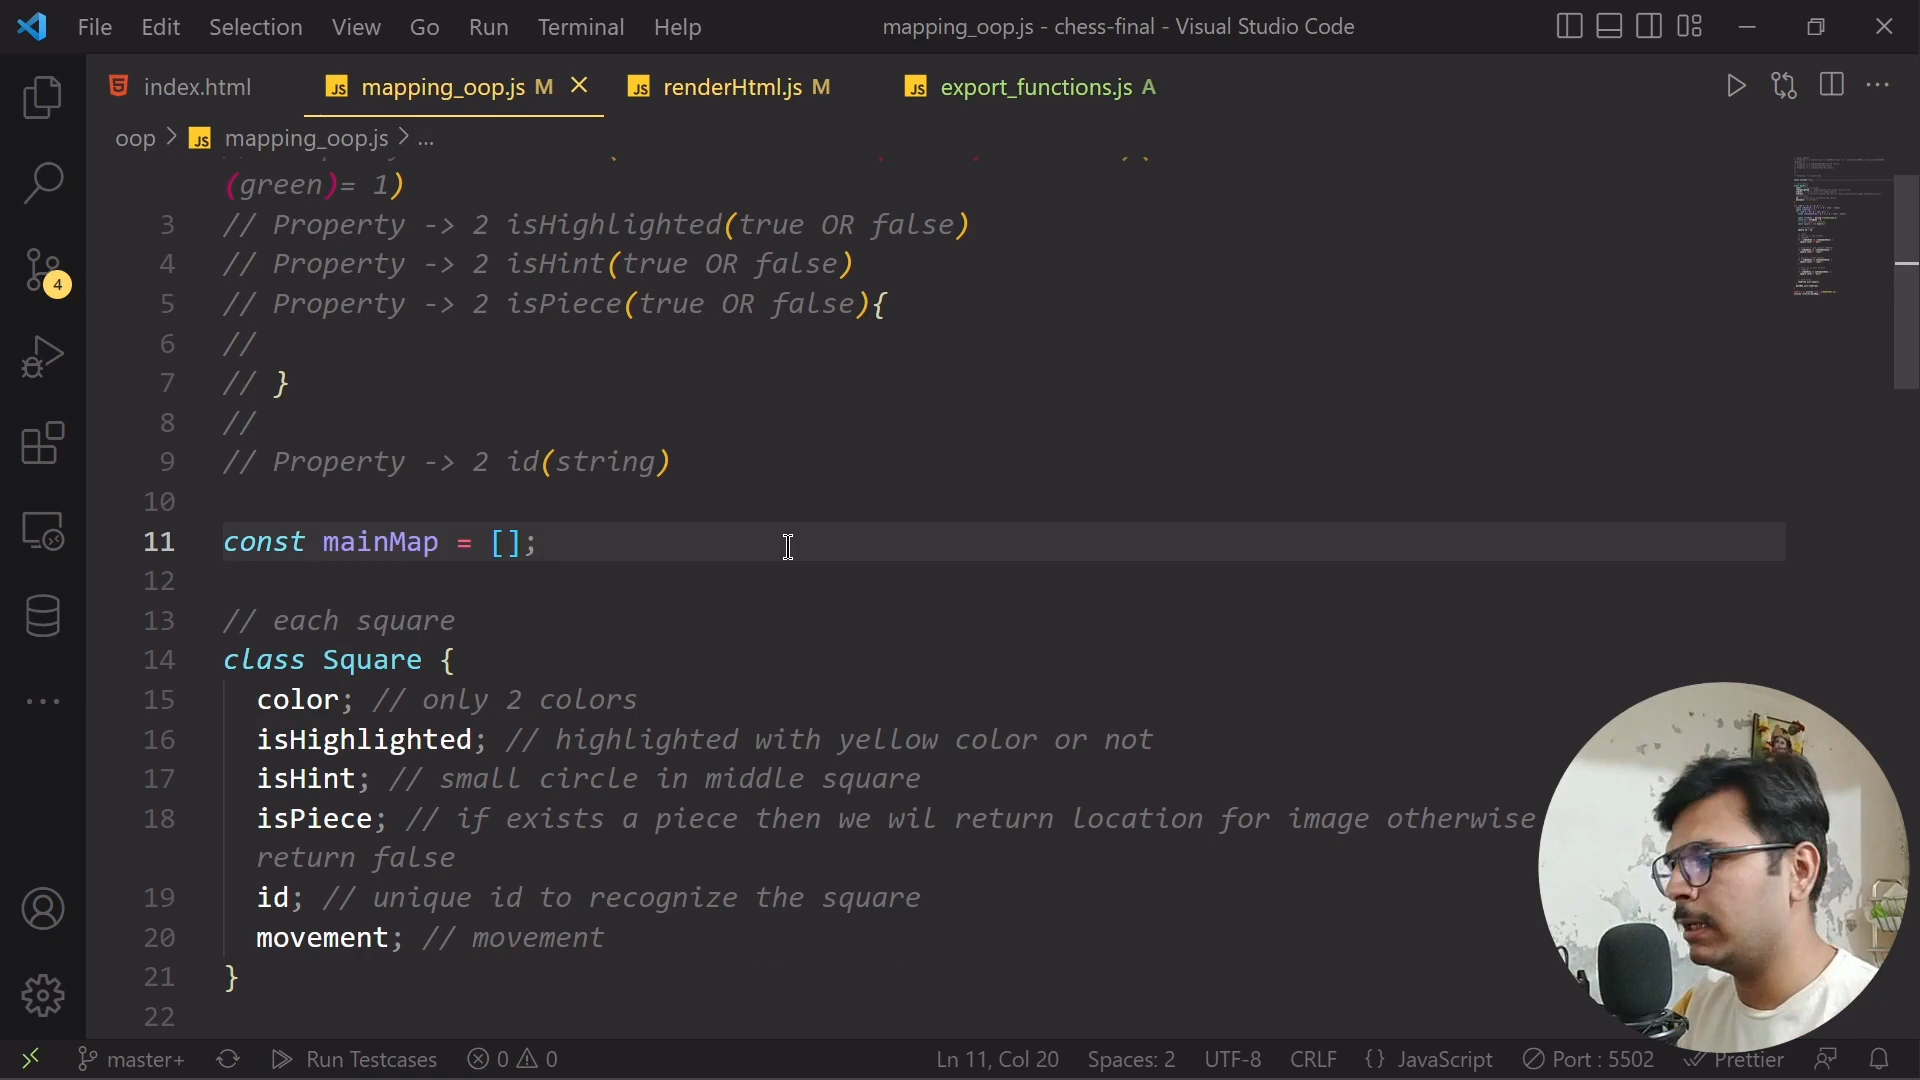 File Edit Selection View Go Run Terminal Help
mapping_oop.js - chess-final - Visual Studio Code
index.html
JS mapping_oop.js M
JS renderHtml.js M
JS export_functions.js A
oop > JS mapping_oop.js > ...
(green)= 1)
3 // Property -> 2 isHighlighted(true OR false)
4 // Property -> 2 isHint(true OR false)
4
5 // Property -> 2 isPiece(true OR false){
6 //
7 // }
8 //
9 // Property -> 2 id(string)
10
11 const mainMap = [];
12
13 // each square
14 class Square {
15 color; // only 2 colors
16 isHighlighted; // highlighted with yellow color or not
17 isHint; // small circle in middle square
18 isPiece; // if exists a piece then we wil return location for image otherwise
return false
19 id; // unique id to recognize the square
20 movement; // movement
21 }
22
master+ Run Testcases 0 0 Ln 11, Col 20 Spaces: 2 UTF-8 CRLF {} JavaScript Port : 5502 Prettier